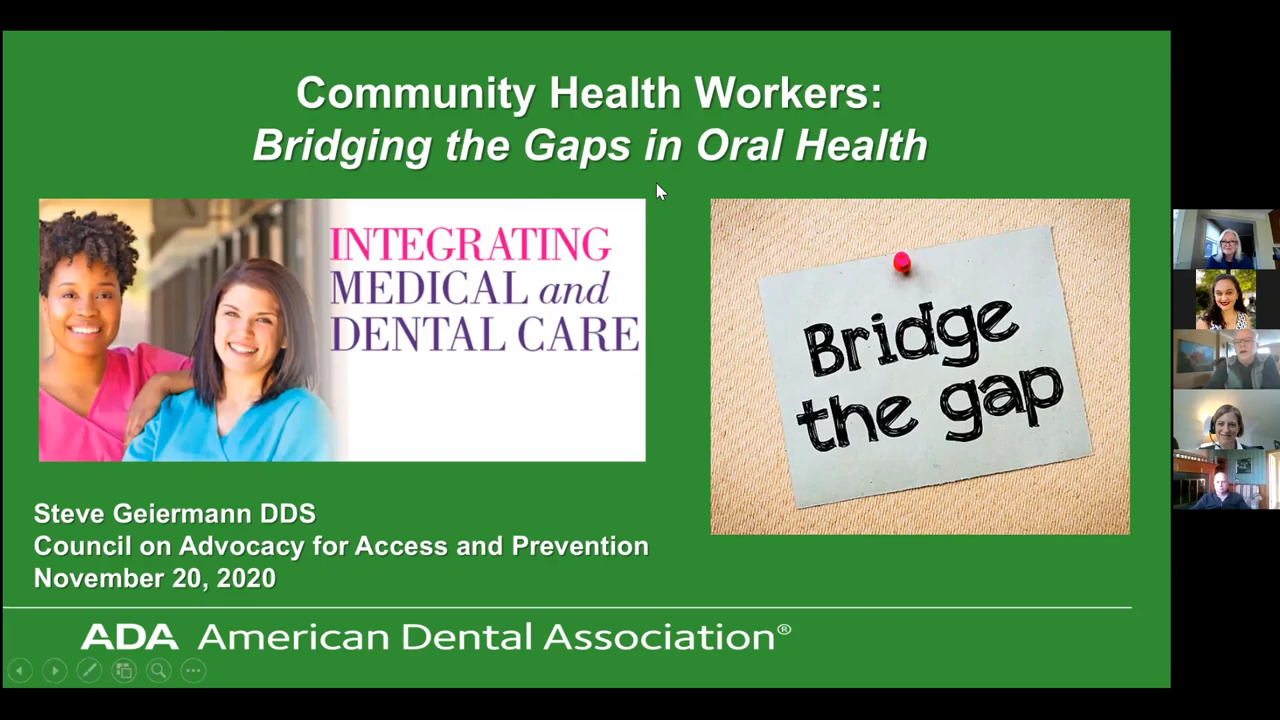 Community Health Workers:
Bridging the Gaps in Oral Health
INTEGRATING
MEDICAL and
DENTAL CARE
Bridge
the gap
Steve Geiermann DDS
Council on Advocacy for Access and Prevention
November 20, 2020
ADA American Dental Association®